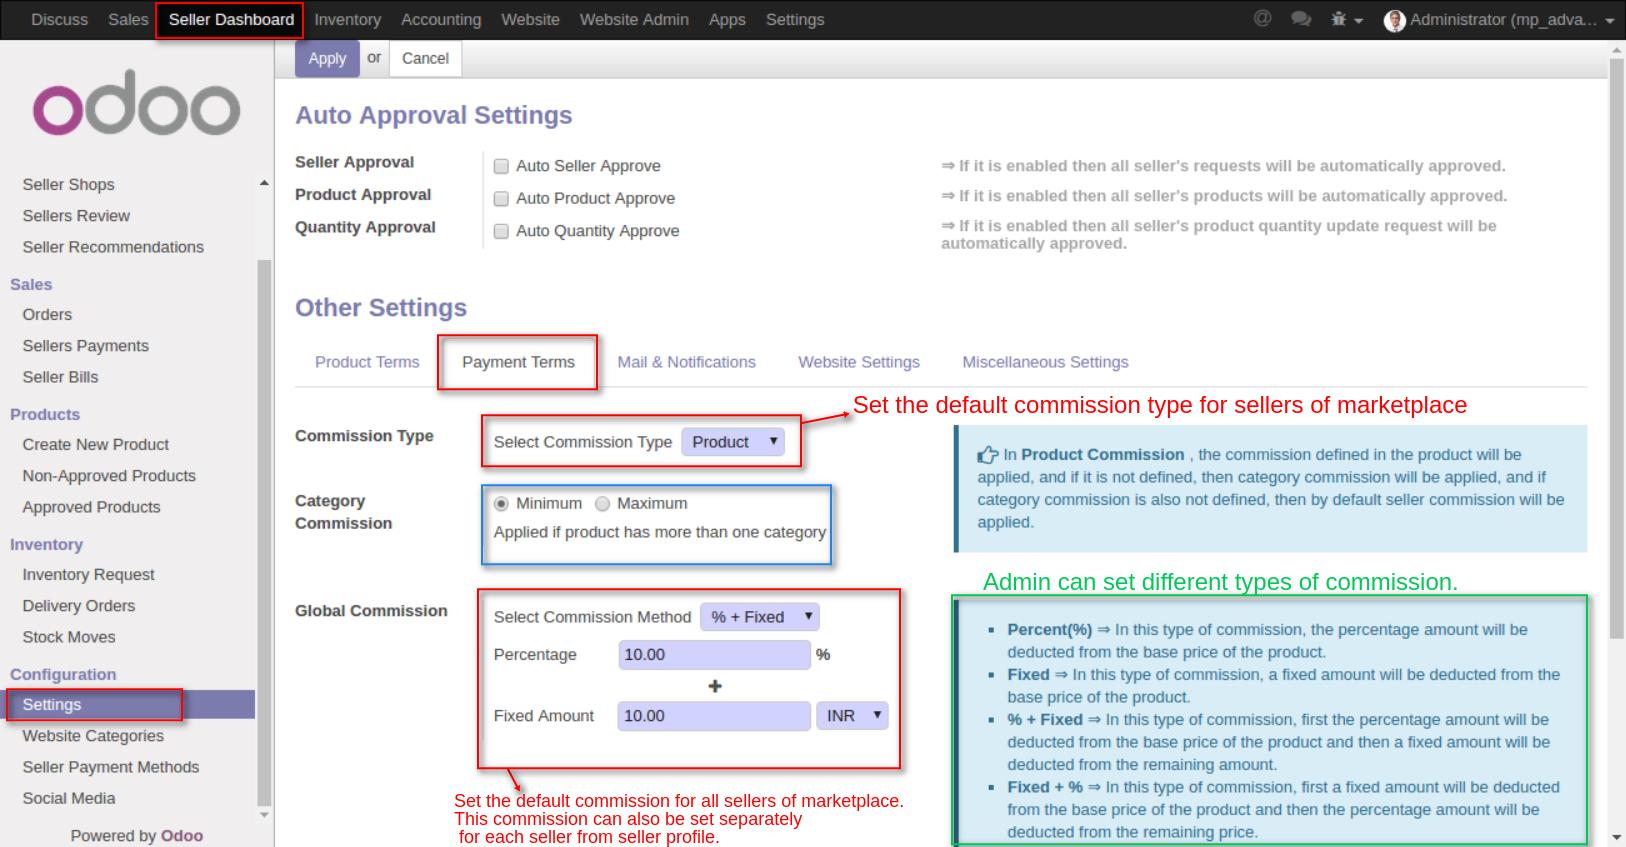 Discuss Sales Seller Dashboard Inventory Accounting Website Website Admin Apps Settings @ Administrator (mp_adva...
Apply or Cancel
odoo
Seller Shops
Sellers Review
Seller Recommendations
Sales
Orders
Sellers Payments
Seller Bills
Products
Create New Product
Non-Approved Products
Approved Products
Inventory
Inventory Request
Delivery Orders
Stock Moves
Configuration
Settings
Website Categories
Seller Payment Methods
Social Media
Powered by Odoo
Auto Approval Settings
Seller Approval Auto Seller Approve ⇒ If it is enabled then all seller's requests will be automatically approved.
Product Approval Auto Product Approve ⇒ If it is enabled then all seller's products will be automatically approved.
Quantity Approval Auto Quantity Approve ⇒ If it is enabled then all seller's product quantity update request will be
automatically approved.
Other Settings
Product Terms Payment Terms Mail & Notifications Website Settings Miscellaneous Settings
Set the default commission type for sellers of marketplace
Commission Type Select Commission Type Product
In Product Commission , the commission defined in the product will be
applied, and if it is not defined, then category commission will be applied, and if
category commission is also not defined, then by default seller commission will be
applied.
Category
Commission
Minimum Maximum
Applied if product has more than one category
Admin can set different types of commission.
Global Commission Select Commission Method % + Fixed
Percentage 10.00 %
+
Fixed Amount 10.00 INR
Percent(%) ⇒ In this type of commission, the percentage amount will be
deducted from the base price of the product.
Fixed ⇒ In this type of commission, a fixed amount will be deducted from the
base price of the product.
% + Fixed ⇒ In this type of commission, first the percentage amount will be
deducted from the base price of the product and then a fixed amount will be
deducted from the remaining amount.
Fixed + % ⇒ In this type of commission, first a fixed amount will be deducted
from the base price of the product and then the percentage amount will be
deducted from the remaining price.
Set the default commission for all sellers of marketplace.
This commission can also be set separately
for each seller from seller profile.